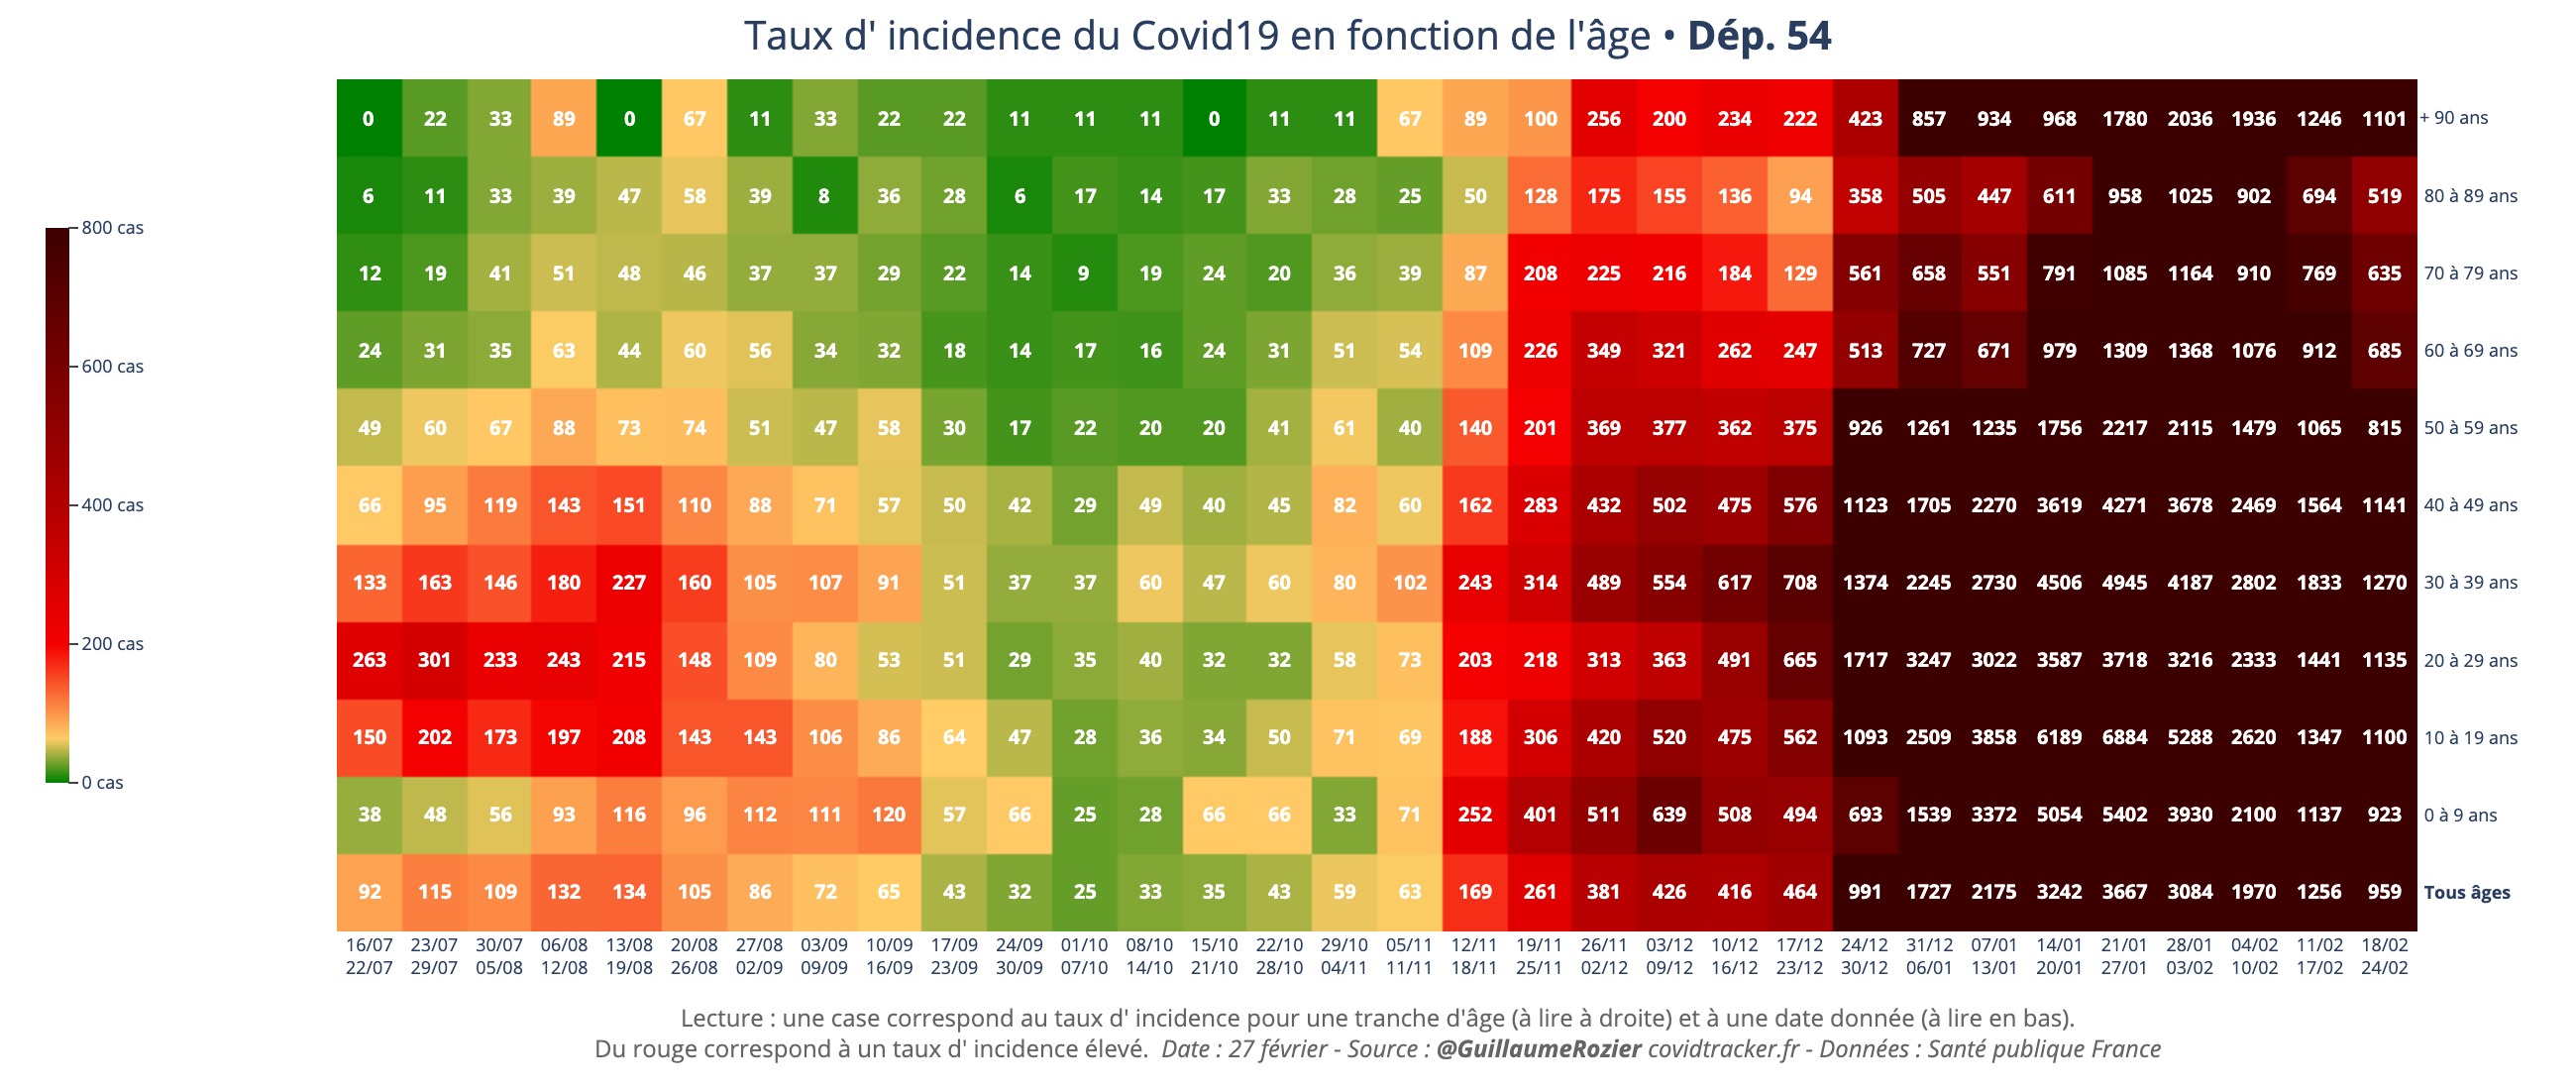 Taux d' incidence du Covid19 en fonction de l'âge • Dép. 54
800 cas
600 cas
400 cas
200 cas
0 cas
0 22 33 89 0 67 11 33 22 22 11 11 11 0 11 11 67 89 100 256 200 234 222 423 857 934 968 1780 2036 1936 1246 1101 + 90 ans
6 11 33 39 47 58 39 8 36 28 6 17 14 17 33 28 25 50 128 175 155 136 94 358 505 447 611 958 1025 902 694 519 80 à 89 ans
12 19 41 51 48 46 37 37 29 22 14 9 19 24 20 36 39 87 208 225 216 184 129 561 658 551 791 1085 1164 910 769 635 70 à 79 ans
24 31 35 63 44 60 56 34 32 18 14 17 16 24 31 51 54 109 226 349 321 262 247 513 727 671 979 1309 1368 1076 912 685 60 à 69 ans
49 60 67 88 73 74 51 47 58 30 17 22 20 20 41 61 40 140 201 369 377 362 375 926 1261 1235 1756 2217 2115 1479 1065 815 50 à 59 ans
66 95 119 143 151 110 88 71 57 50 42 29 49 40 45 82 60 162 283 432 502 475 576 1123 1705 2270 3619 4271 3678 2469 1564 1141 40 à 49 ans
133 163 146 180 227 160 105 107 91 51 37 37 60 47 60 80 102 243 314 489 554 617 708 1374 2245 2730 4506 4945 4187 2802 1833 1270 30 à 39 ans
263 301 233 243 215 148 109 80 53 51 29 35 40 32 32 58 73 203 218 313 363 491 665 1717 3247 3022 3587 3718 3216 2333 1441 1135 20 à 29 ans
150 202 173 197 208 143 143 106 86 64 47 28 36 34 50 71 69 188 306 420 520 475 562 1093 2509 3858 6189 6884 5288 2620 1347 1100 10 à 19 ans
38 48 56 93 116 96 112 111 120 57 66 25 28 66 66 33 71 252 401 511 639 508 494 693 1539 3372 5054 5402 3930 2100 1137 923 0 à 9 ans
92 115 109 132 134 105 86 72 65 43 32 25 33 35 43 59 63 169 261 381 426 416 464 991 1727 2175 3242 3667 3084 1970 1256 959 Tous âges
16/07 23/07 30/07 06/08 13/08 20/08 27/08 03/09 10/09 17/09 24/09 01/10 08/10 15/10 22/10 29/10 05/11 12/11 19/11 26/11 03/12 10/12 17/12 24/12 31/12 07/01 14/01 21/01 28/01 04/02 11/02 18/02
22/07 29/07 05/08 12/08 19/08 26/08 02/09 09/09 16/09 23/09 30/09 07/10 14/10 21/10 28/10 04/11 11/11 18/11 25/11 02/12 09/12 16/12 23/12 30/12 06/01 13/01 20/01 27/01 03/02 10/02 17/02 24/02
Lecture : une case correspond au taux d' incidence pour une tranche d'âge (à lire à droite) et à une date donnée (à lire en bas).
Du rouge correspond à un taux d' incidence élevé. Date : 27 février - Source : @GuillaumeRozier covidtracker.fr - Données : Santé publique France